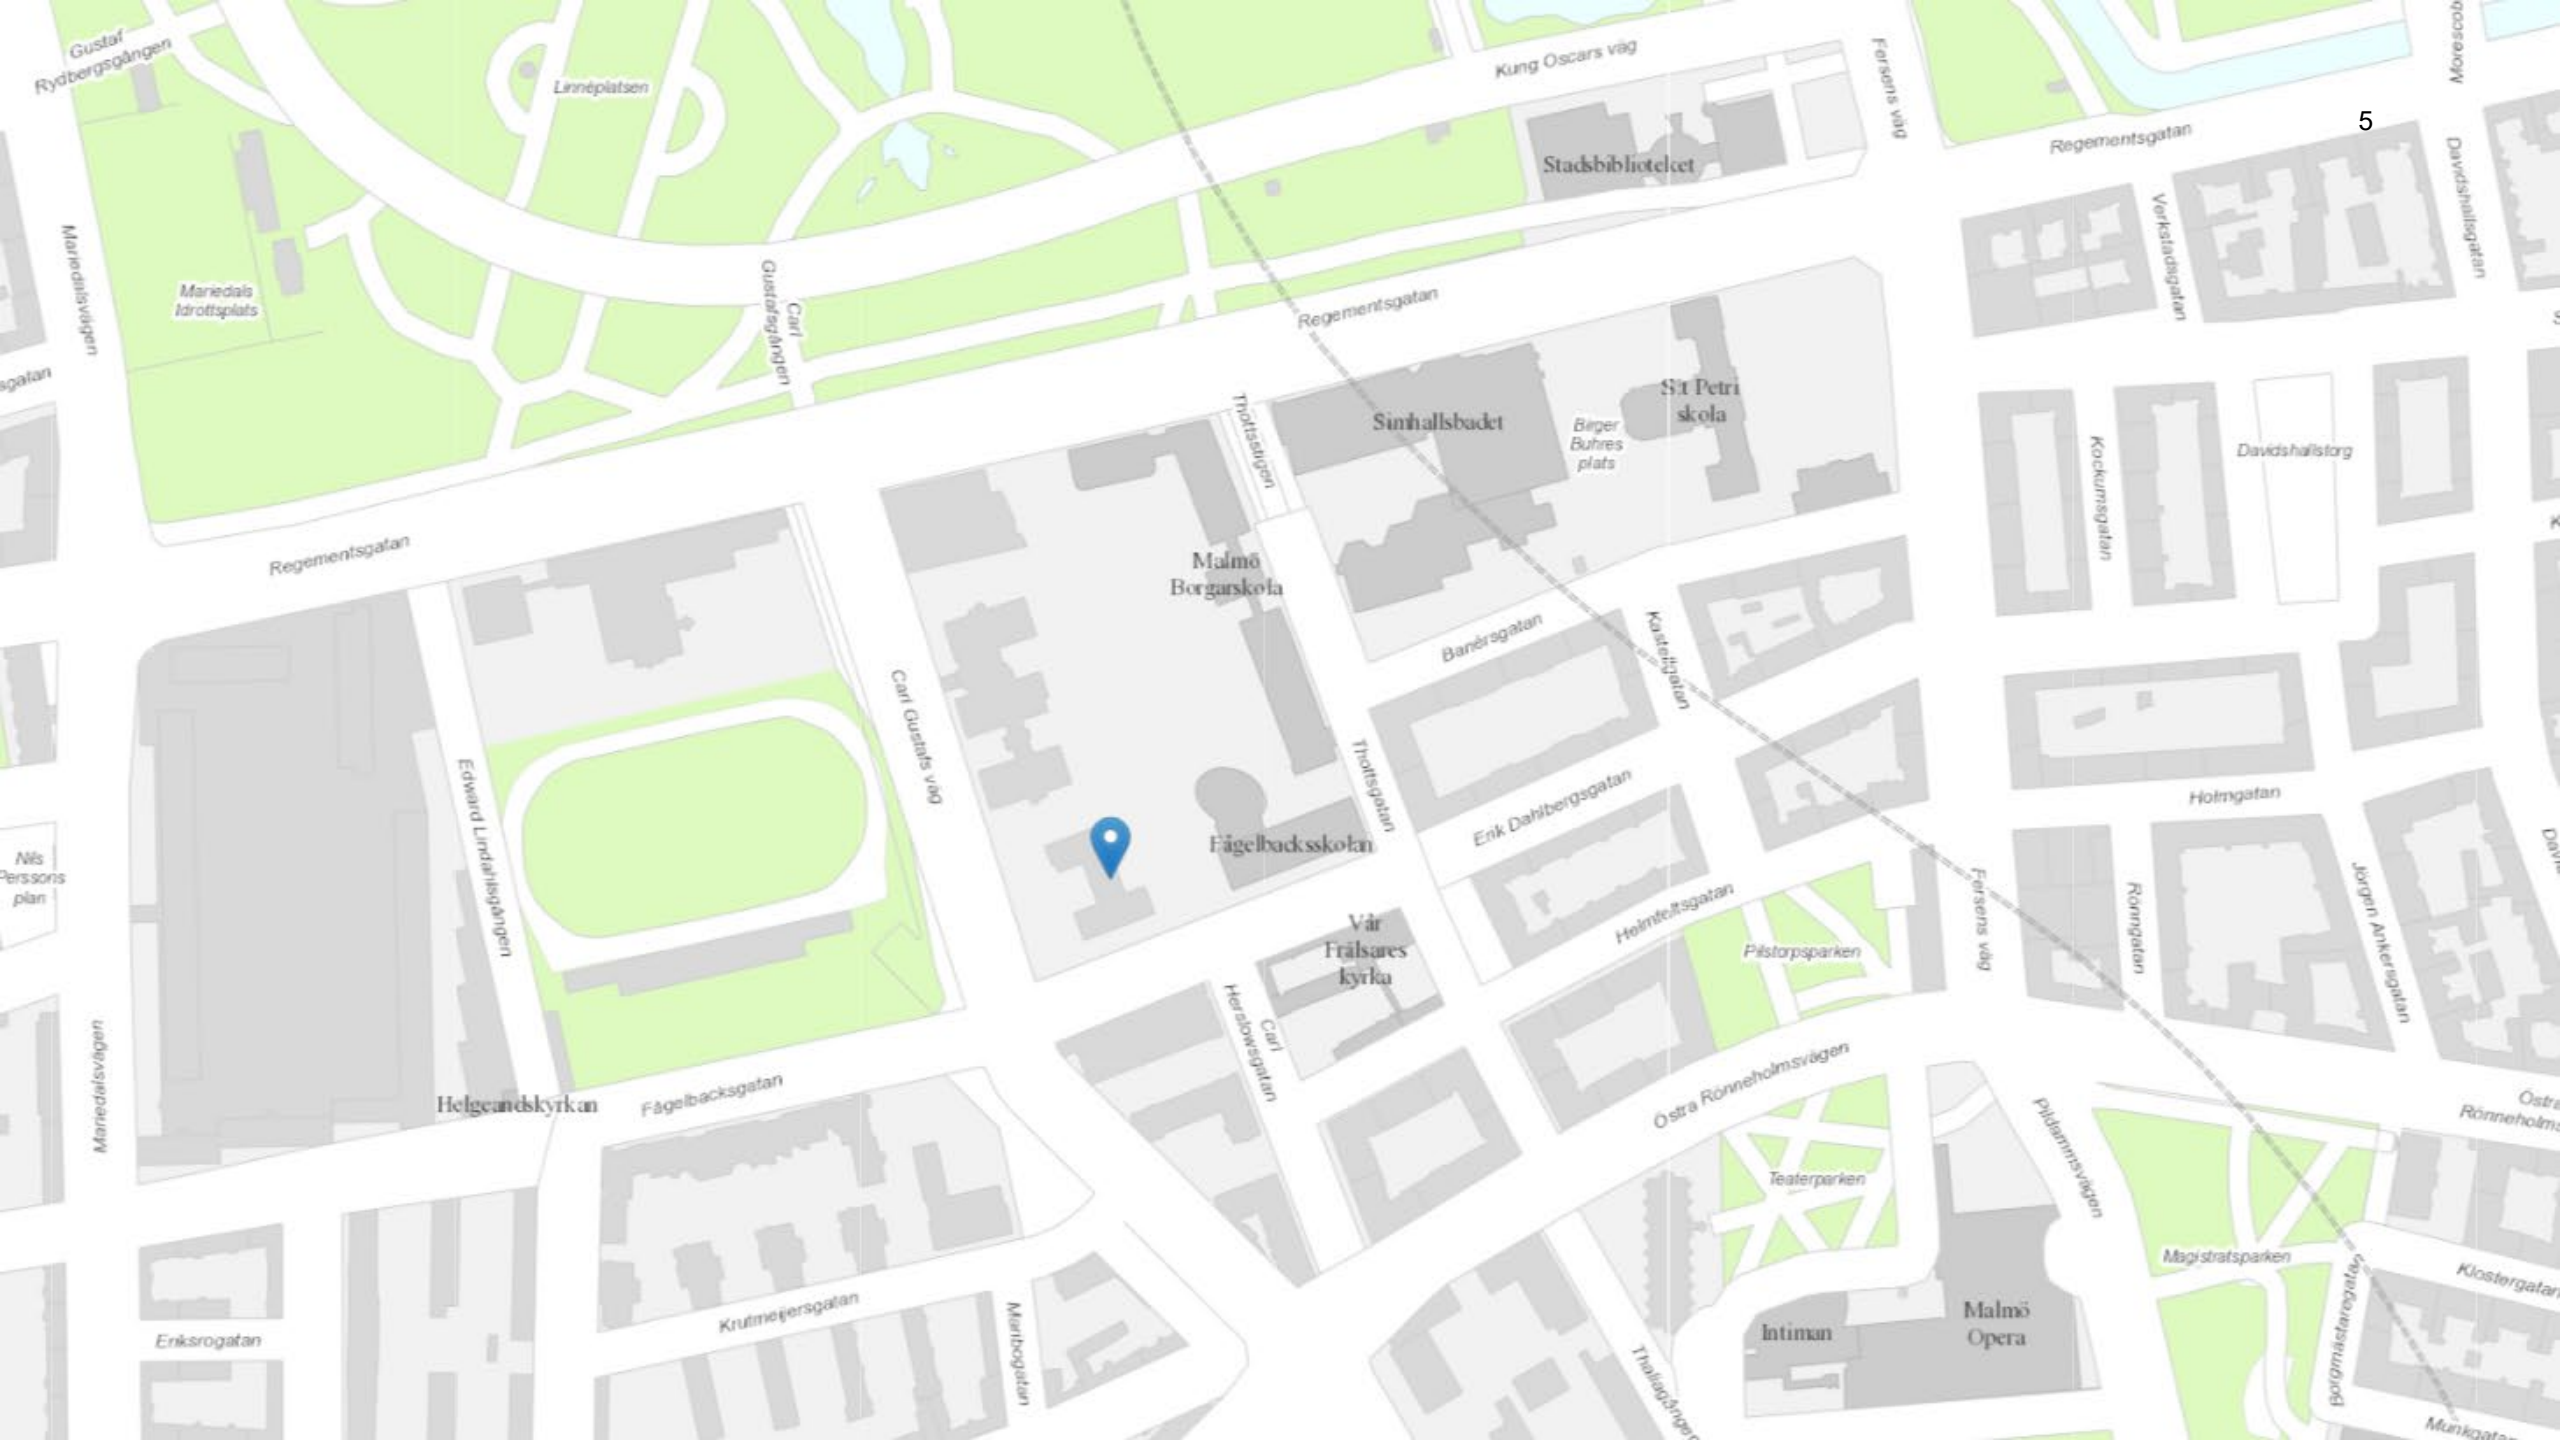 Gustaf
Rydbergsgången
Linnéplatsen
Kung Oscars väg
Fersens väg
Regementsgatan
5
Davidshallsgatan
Stadsbiblioteket
Verkstadsgatan
Mariedalsvägen
Mariedals
Idrottsplats
Carl
Gustafsgången
Regementsgatan
Thottsstigen
Simhallsbadet
S:t Petri
skola
Birger
Buhres
plats
Kockumsgatan
Davidshallstorg
Regementsgatan
Malmö
Borgarskola
Banérsgatan
Kastellgatan
Carl Gustafs väg
Edward Lindahlsgången
Thottsgatan
Erik Dahlbergsgatan
Holmgatan
Fågelbacksskolan
Nils
Perssons
plan
Vår
Frälsares
kyrka
Helmfeltsgatan
Pilstorpsparken
Fersens väg
Rönngatan
Jörgen Ankersgatan
Carl
Herslowsgatan
Mariedalsvägen
Helgeandskyrkan
Fågelbacksgatan
Östra Rönneholmsvägen
Pildammsvägen
Östra
Teaterparken
Magistratsparken
Klostergatan
Krutmeijersgatan
Eriksrogatan
Maribogatan
Intiman
Malmö
Opera
Thaliagången
Borgmästaregatan